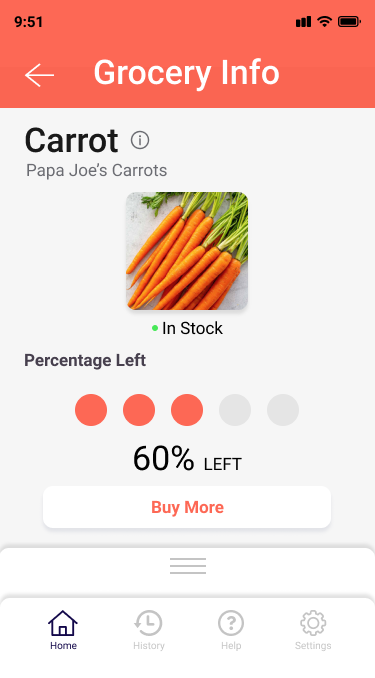 9:51
Grocery Info
Carrot
Papa Joe's Carrots
In Stock
Percentage Left
60% LEFT
Buy More
Home History Help Settings